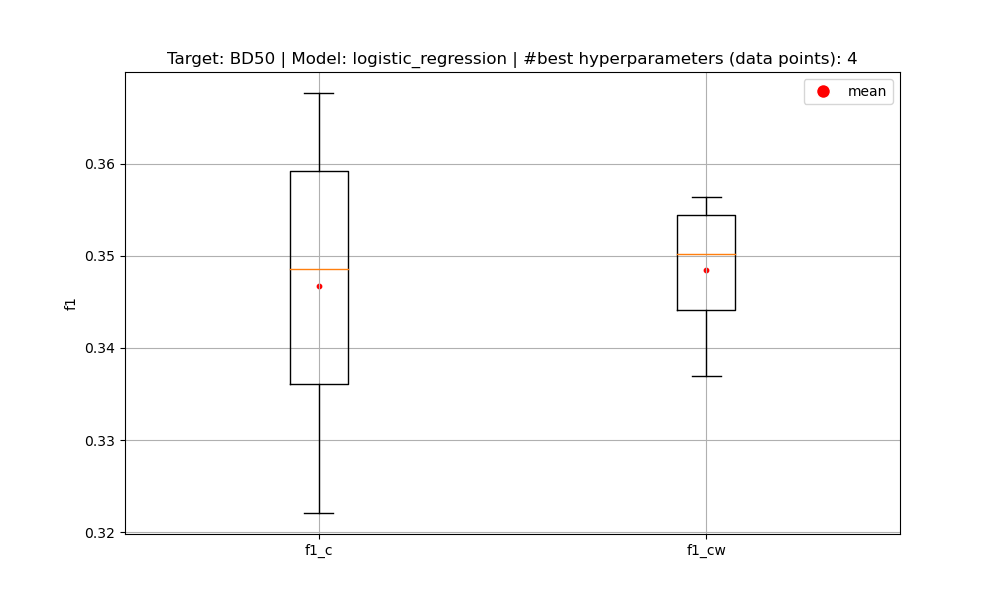 Target: BD50 | Model: logistic_regression | #best hyperparameters (data points): 4
mean
0.36
0.35
0.34
0.33
0.32
f1
f1_c
f1_cw